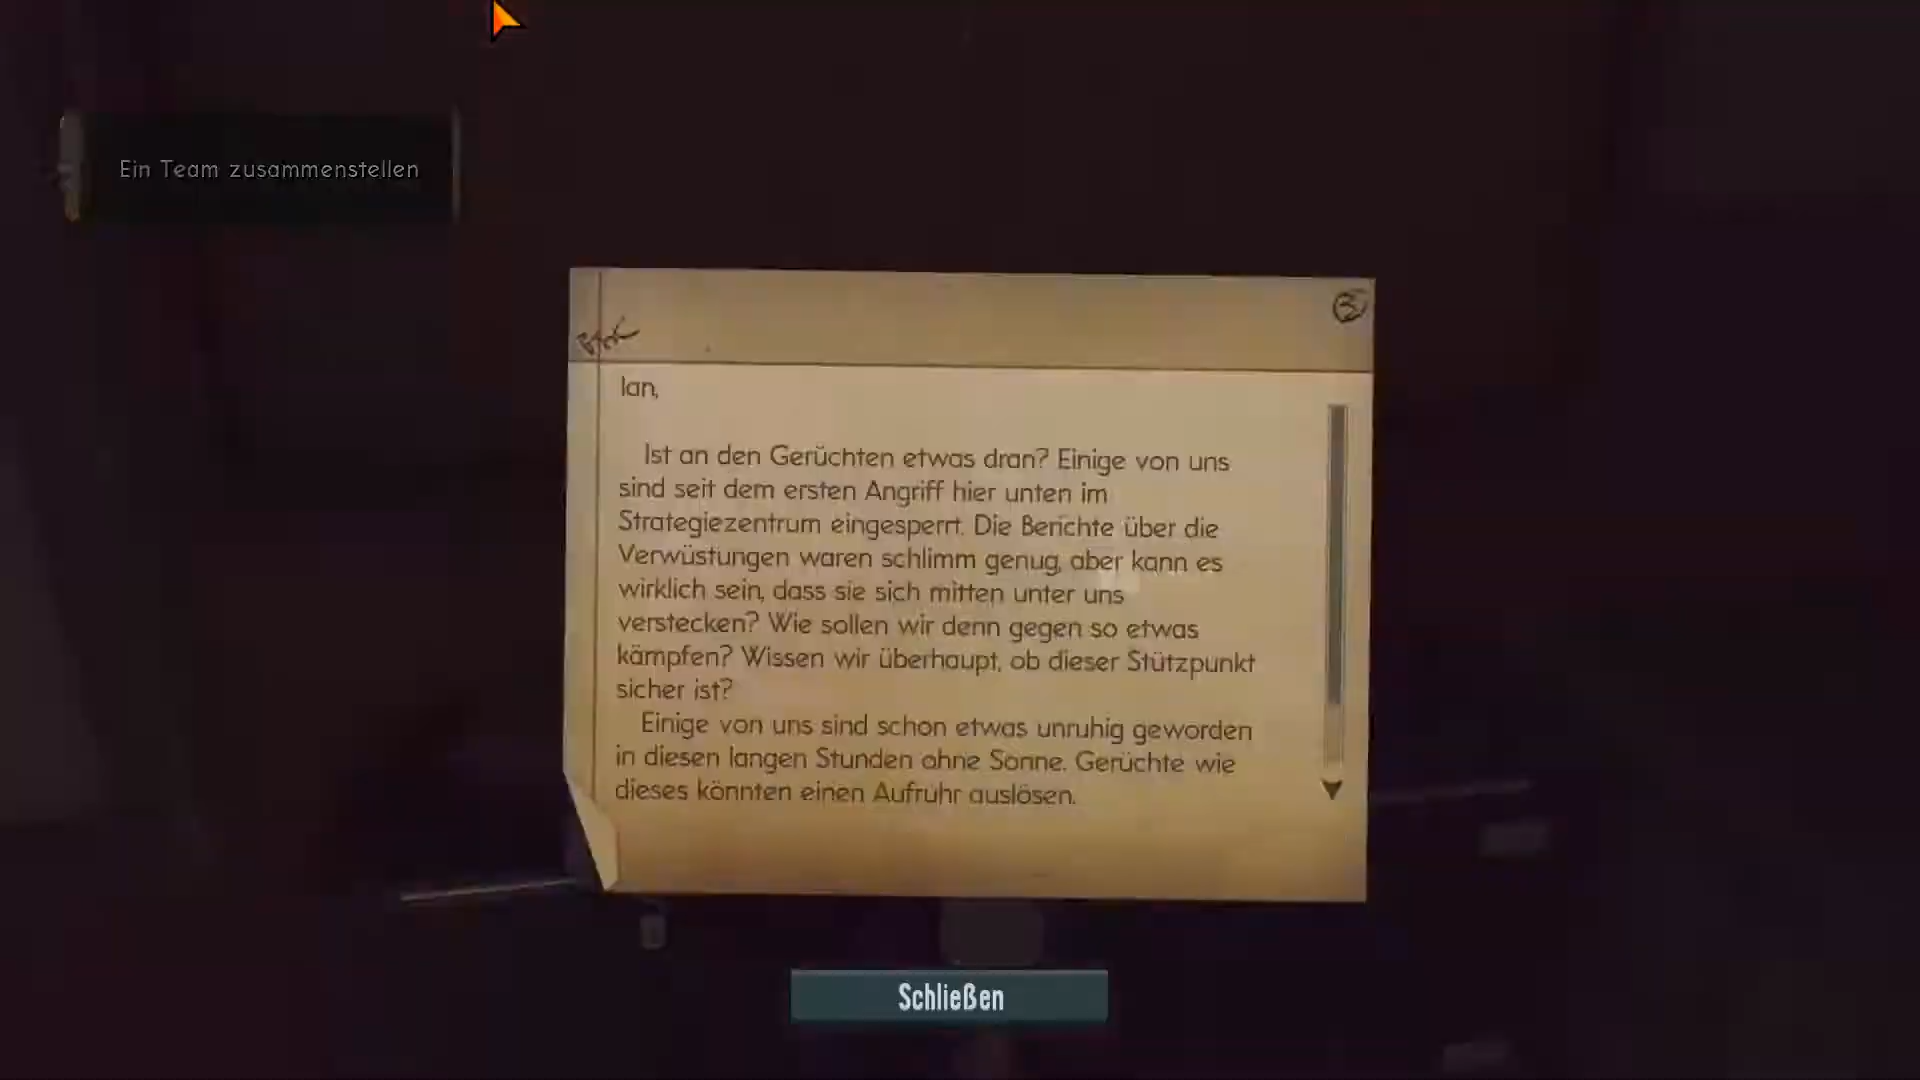 Ein Team zusammenstellen
Ian,
Ist an den Gerüchten etwas dran? Einige von uns
sind seit dem ersten Angriff hier unten im
Strategiezentrum eingesperrt. Die Berichte über die
Verwüstungen waren schlimm genug, aber kann es
wirklich sein, dass sie sich mitten unter uns
verstecken? Wie sollen wir denn gegen so etwas
kämpfen? Wissen wir überhaupt, ob dieser Stützpunkt
sicher ist?
Einige von uns sind schon etwas unruhig geworden
in diesen langen Stunden ohne Sonne. Gerüchte wie
dieses könnten einen Aufruhr auslösen.
Schließen